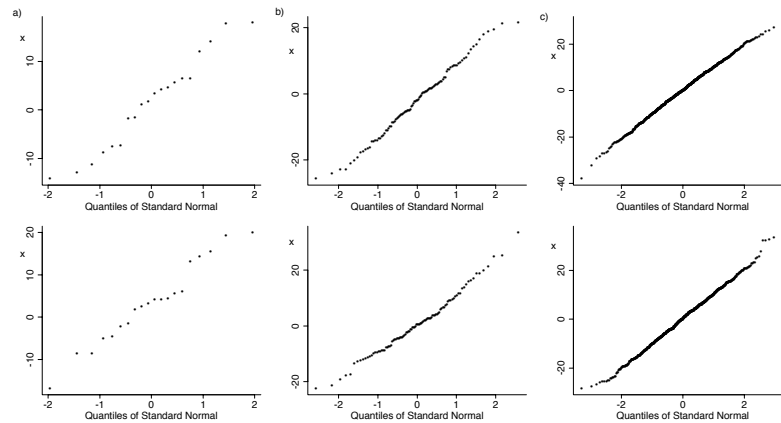 a)
x
-10 0 10
-2 -1 0 1 2
Quantiles of Standard Normal
b)
x
-20 0 20
-2 -1 0 1 2
Quantiles of Standard Normal
c)
x
-40 -20 0 20
-2 0 2
Quantiles of Standard Normal
x
-10 0 10 20
-2 -1 0 1 2
Quantiles of Standard Normal
x
-20 0 20
-2 -1 0 1 2
Quantiles of Standard Normal
x
-20 0 20
-2 0 2
Quantiles of Standard Normal